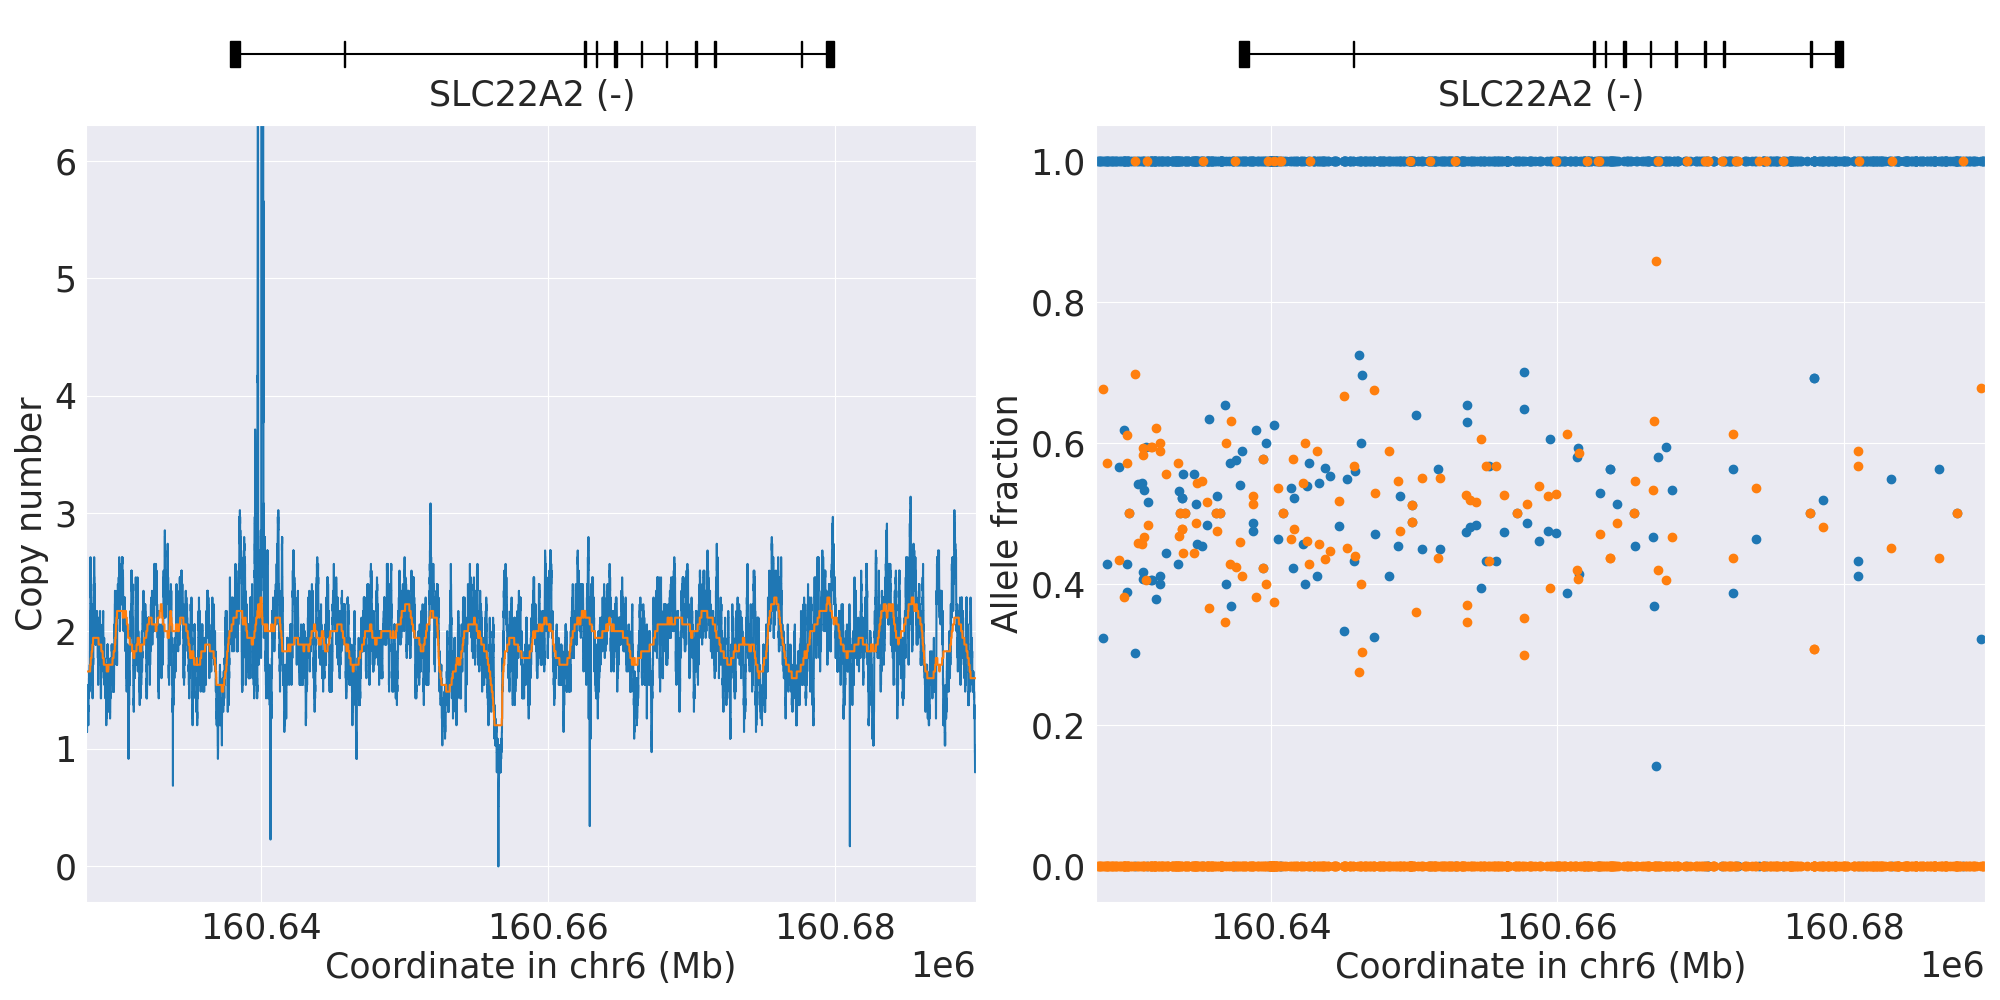 SLC22A2 (-)
Copy number
6
5
4
3
2
1
0
160.64 160.66 160.68
Coordinate in chr6 (Mb) 1e6
SLC22A2 (-)
Allele fraction
1.0
0.8
0.6
0.4
0.2
0.0
160.64 160.66 160.68
Coordinate in chr6 (Mb) 1e6